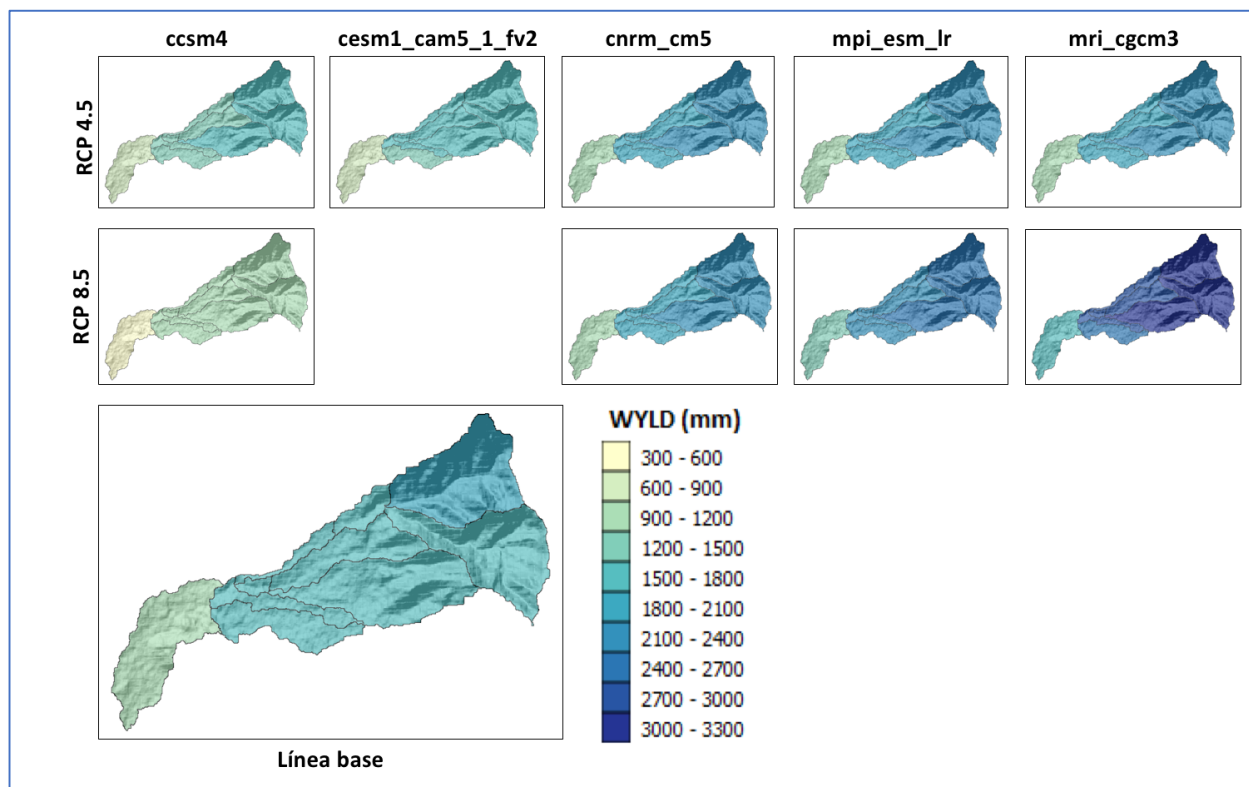 ccsm4
cesm1_cam5_1_fv2
cnrm_cm5
mpi_esm_lr
mri_cgcm3
RCP 4.5
RCP 8.5
WYLD (mm)
300 - 600
600 - 900
900 - 1200
1200 - 1500
1500 - 1800
1800 - 2100
2100 - 2400
2400 - 2700
2700 - 3000
3000 - 3300
Línea base